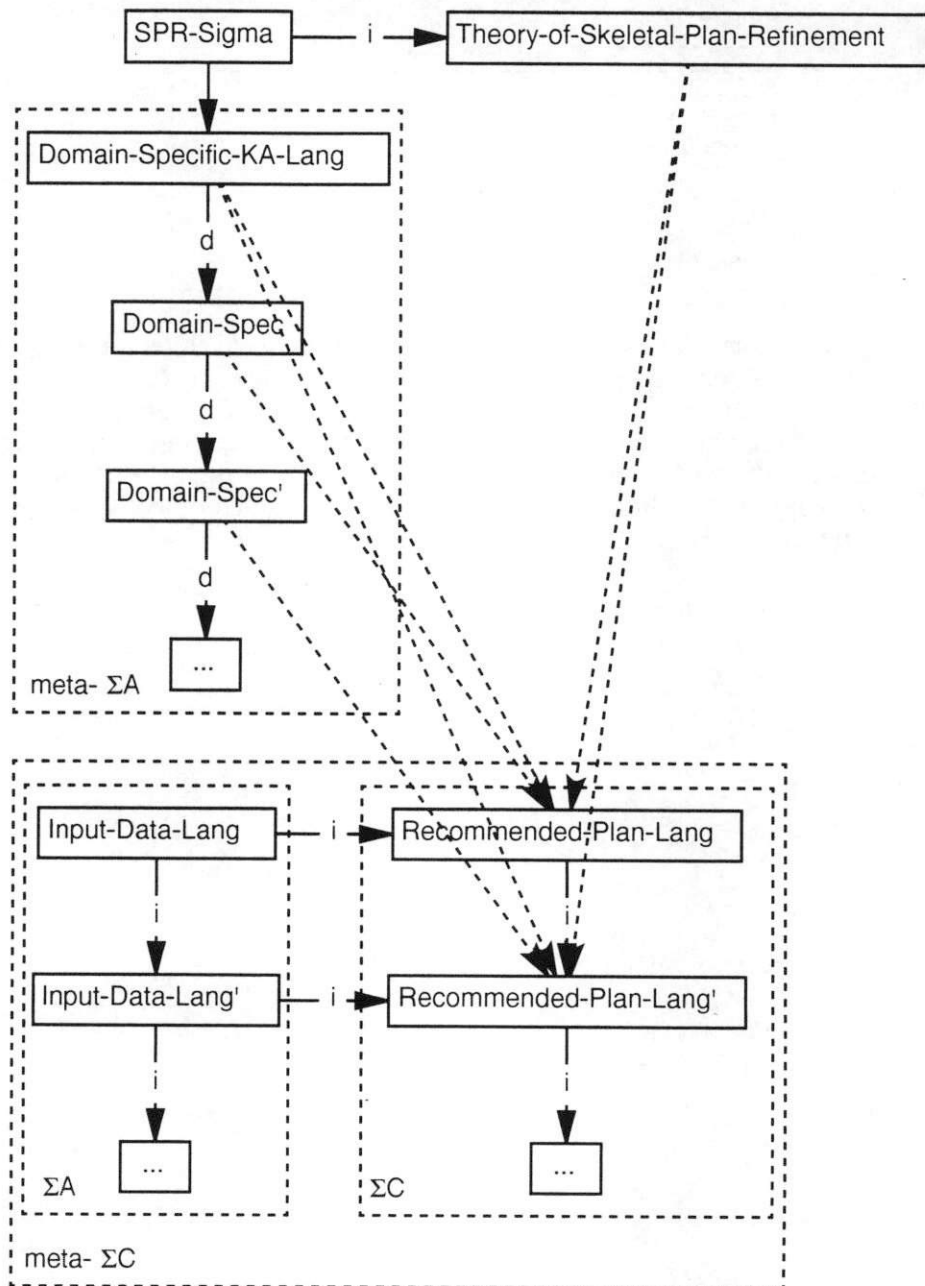 SPR-Sigma
i
Theory-of-Skeletal-Plan-Refinement
Domain-Specific-KA-Lang
d
Domain-Spec
d
Domain-Spec'
d
...
meta- ΣA
Input-Data-Lang
i
Recommended-Plan-Lang
i
i
Input-Data-Lang'
i
Recommended-Plan-Lang'
i
i
...
...
ΣA
ΣC
meta- ΣC